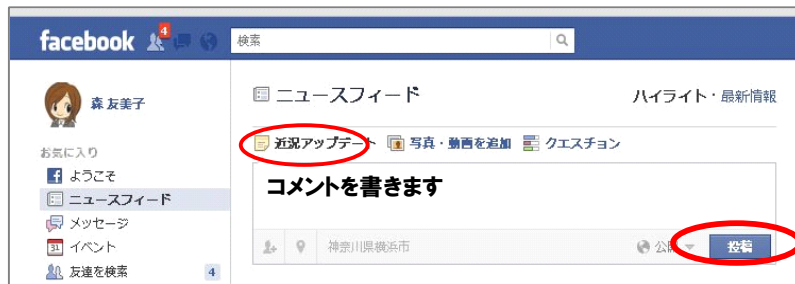 facebook 4 検索
森 友美子
ニュースフィード ハイライト・最新情報
近況アップデート 写真・動画を追加 クエスチョン
お気に入り
ようこそ
ニュースフィード
メッセージ
31 イベント
友達を検索 4
コメントを書きます
神奈川県横浜市 公開 投稿